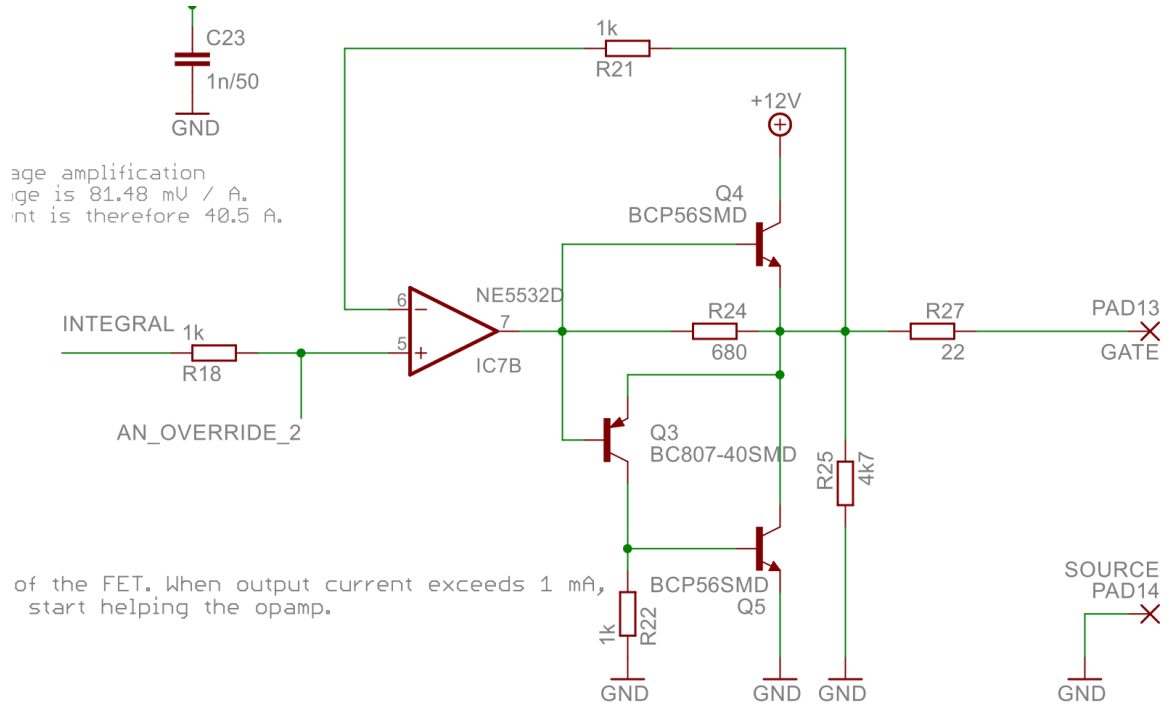 C23
1n/50
GND
1k
R21
+12V
age amplification
ge is 81.48 mV / A.
ent is therefore 40.5 A.
Q4
BCP56SMD
6
NE5532D
7
INTEGRAL
1k
R18
5
IC7B
R24
680
R27
22
PAD13
GATE
AN_OVERRIDE_2
Q3
BC807-40SMD
R25
4k7
of the FET. When output current exceeds 1 mA,
start helping the opamp.
BCP56SMD
Q5
1k
R22
SOURCE
PAD14
GND
GND
GND
GND